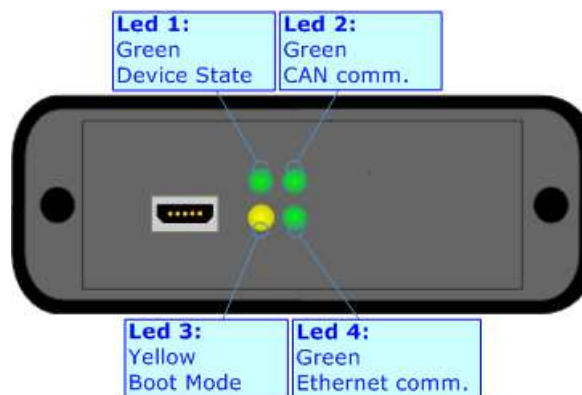 Led 1:
Green
Device State
Led 2:
Green
CAN comm.
Led 3:
Yellow
Boot Mode
Led 4:
Green
Ethernet comm.